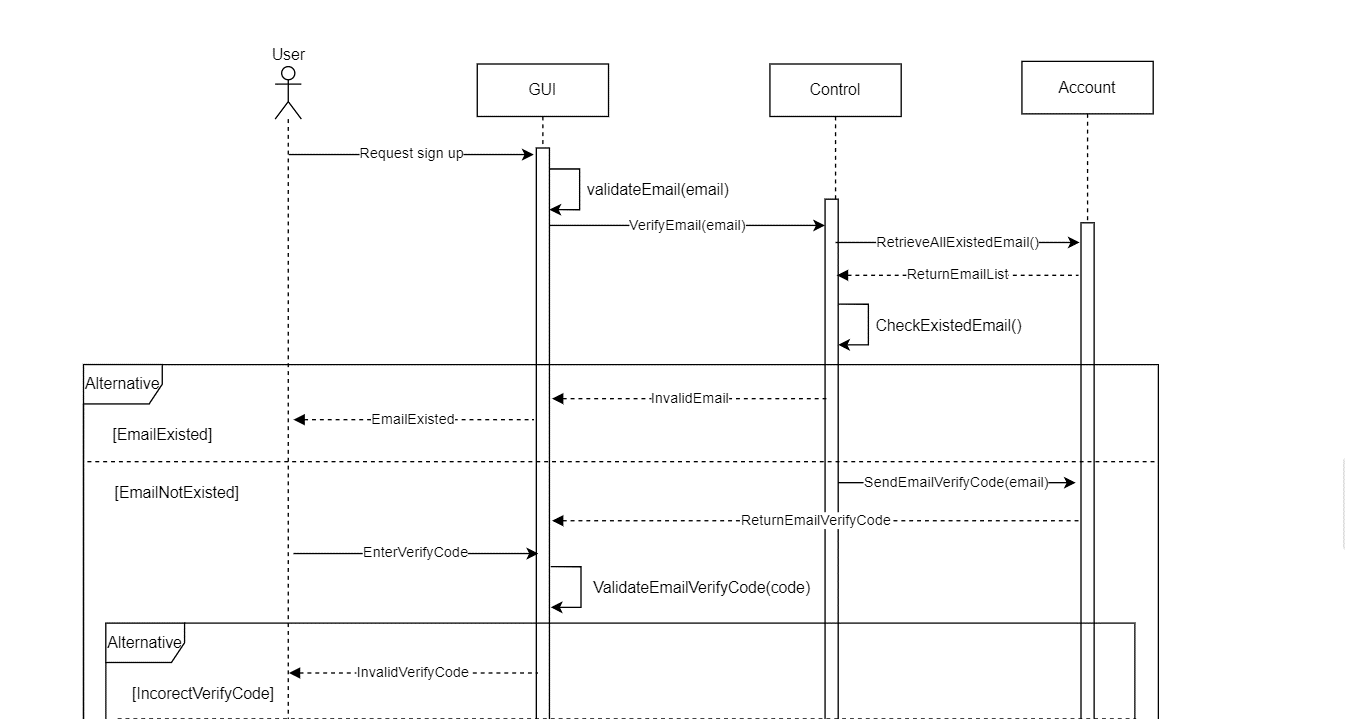 User
GUI
Control
Account
Request sign up
validateEmail(email)
VerifyEmail(email)
RetrieveAllExistedEmail()
ReturnEmailList
CheckExistedEmail()
Alternative
InvalidEmail
EmailExisted
[EmailExisted]
SendEmailVerifyCode(email)
[EmailNotExisted]
ReturnEmailVerifyCode
EnterVerifyCode
ValidateEmailVerifyCode(code)
Alternative
InvalidVerifyCode
[IncorectVerifyCode]